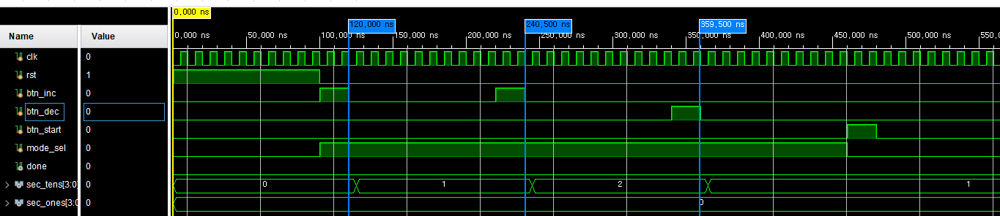 0,000 ns
120,000 ns 240,500 ns 359,500 ns
Name Value 0,000 ns 50,000 ns 100,000 ns 150,000 ns 200,000 ns 250,000 ns 300,000 ns 350,000 ns 400,000 ns 450,000 ns 500,000 ns 550,
clk 0
rst 1
btn_inc 0
btn_dec 0
btn_start 0
mode_sel 0
done 0
sec_tens[3:0] 0 0 1 2 1
sec_ones[3:0 0 0